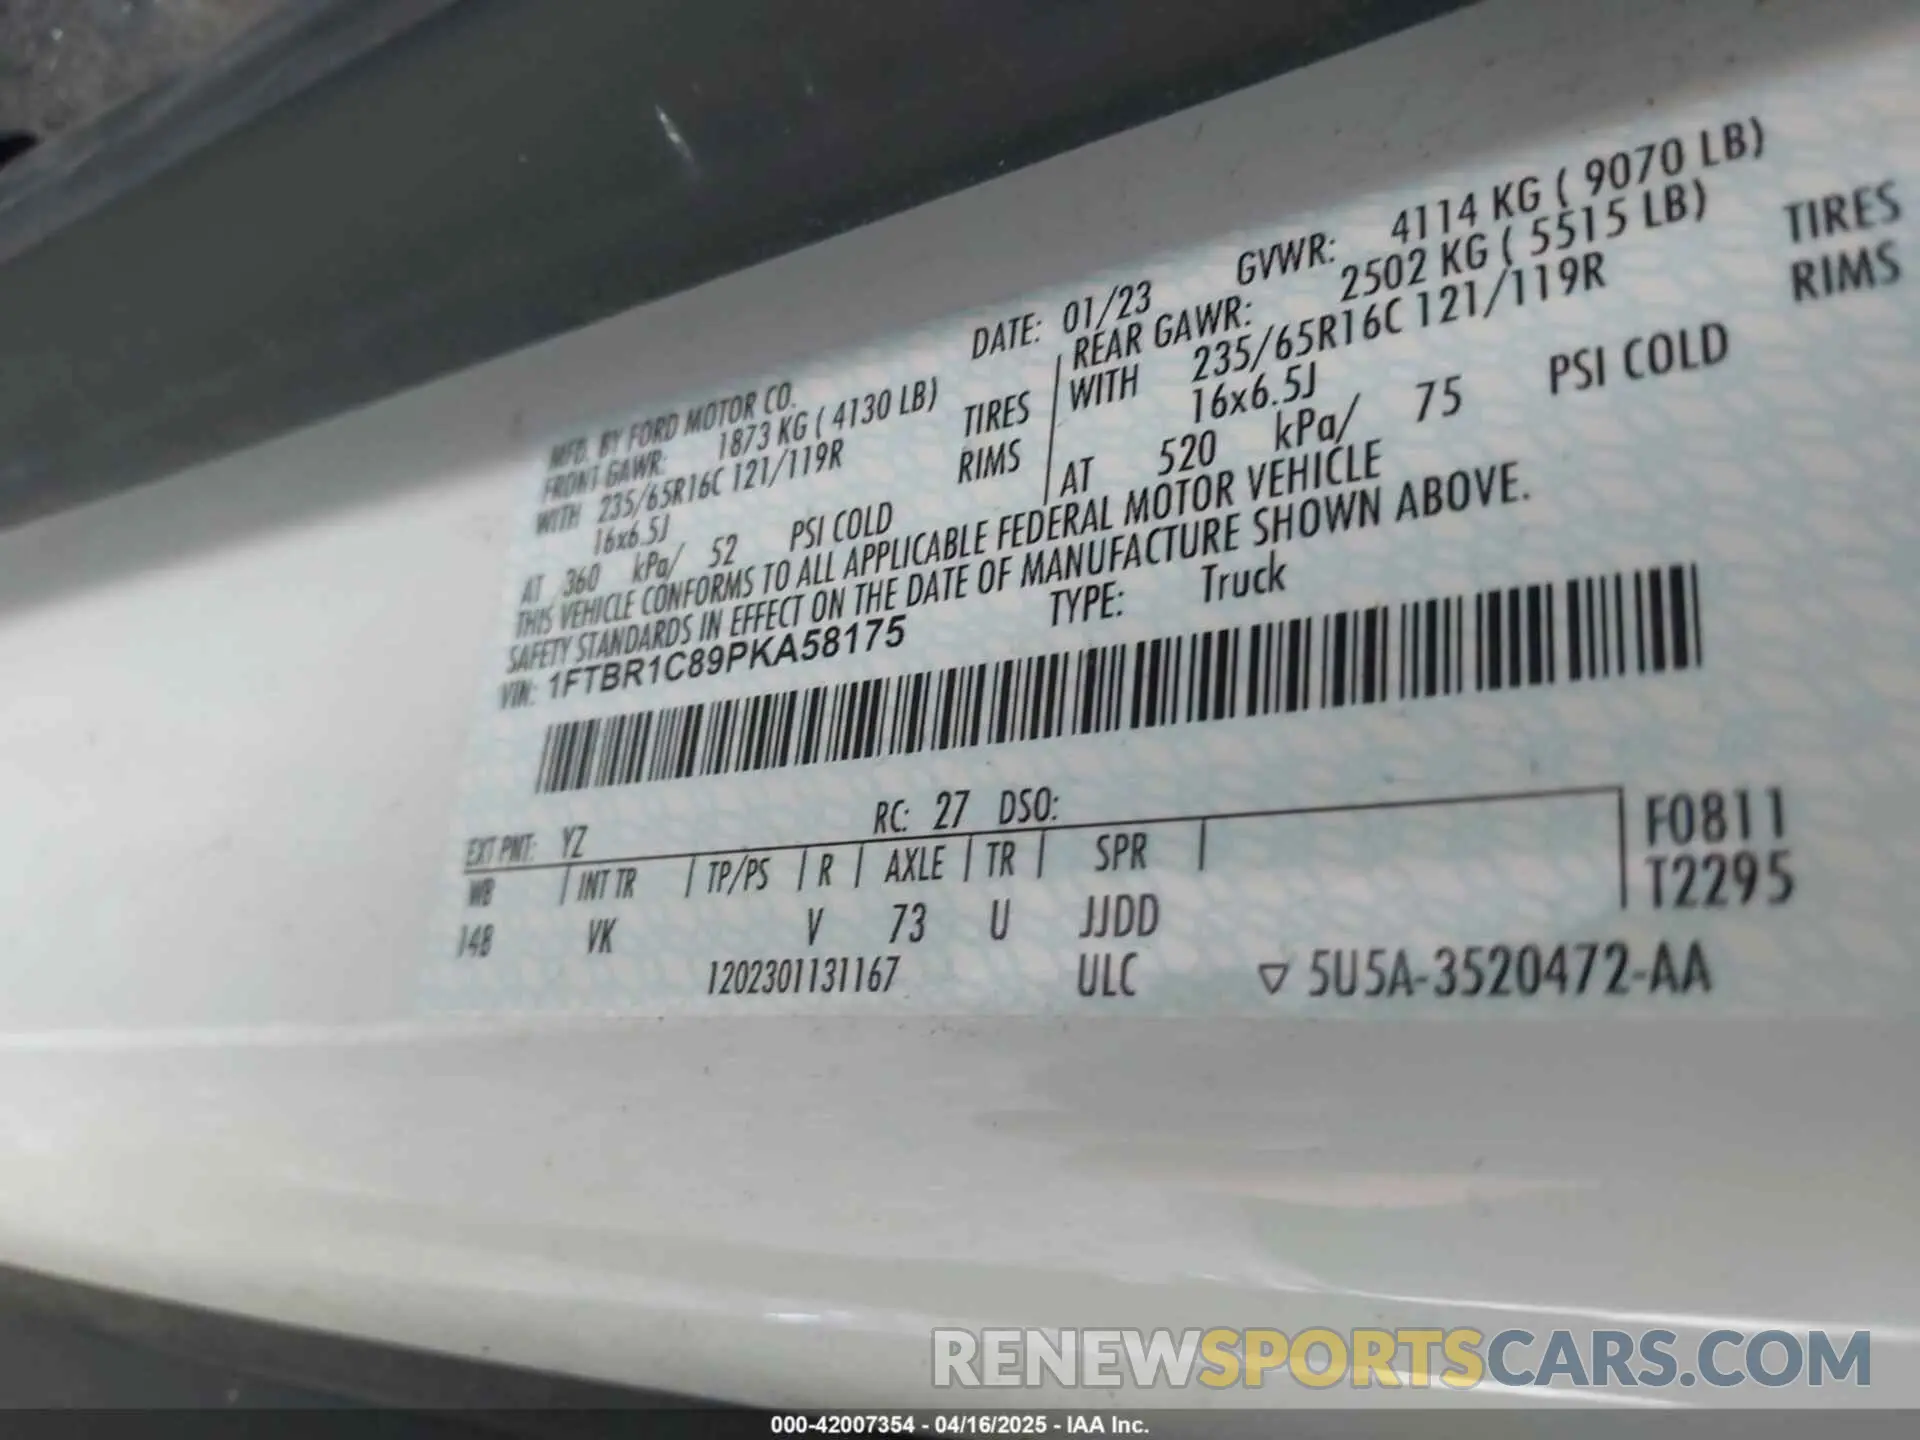 MFD. BY FORD MOTOR CO.
DATE: 01/23 GVWR: 4114 KG ( 9070 LB)
FRONT GAWR: 1873 KG ( 4130 LB)
REAR GAWR: 2502 KG ( 5515 LB)
WITH 235/65R16C 121/119R TIRES
WITH 235/65R16C 121/119R TIRES
16x6.5J RIMS
16x6.5J RIMS
AT 360 kPa/ 52 PSI COLD
AT 520 kPa/ 75 PSI COLD
THIS VEHICLE CONFORMS TO ALL APPLICABLE FEDERAL MOTOR VEHICLE
SAFETY STANDARDS IN EFFECT ON THE DATE OF MANUFACTURE SHOWN ABOVE.
VIN: 1FTBR1C89PKA58175
TYPE: Truck
EXT PNT: YZ RC: 27 DSO:
WB INT TR TP/PS R AXLE TR SPR
F0811
T2295
148 VK V 73 U JJDD
1202301131167 ULC ▽ 5U5A-3520472-AA
RENEWSPORTSCARS.COM
000-42007354 - 04/16/2025 - IAA Inc.